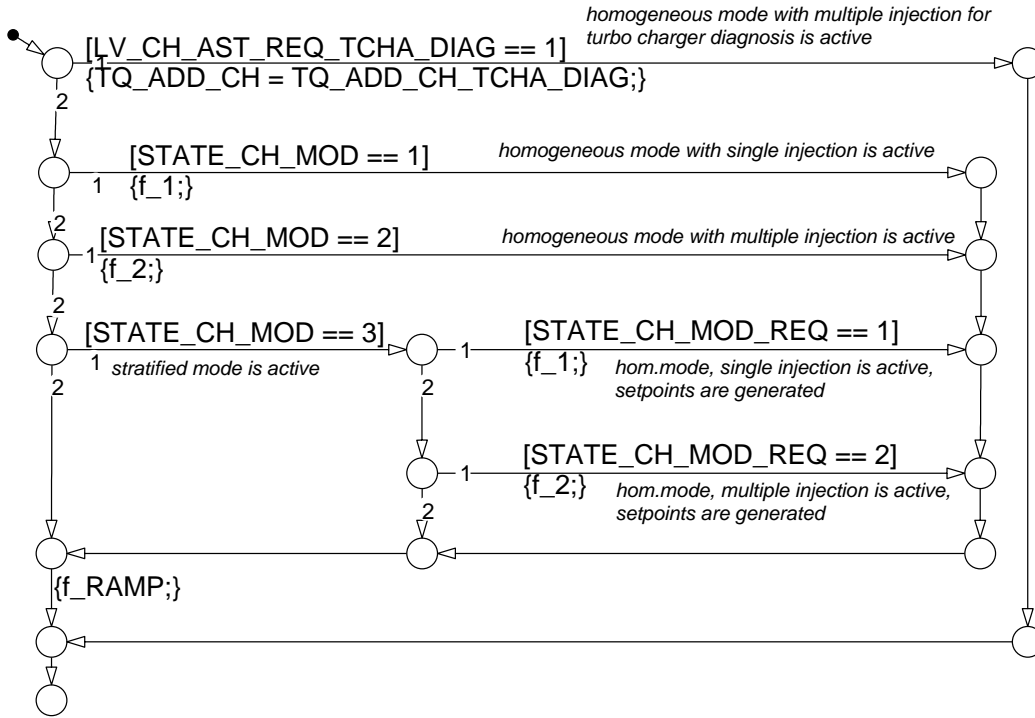 homogeneous mode with multiple injection for
turbo charger diagnosis is active
[LV_CH_AST_REQ_TCHA_DIAG == 1]
1
{TQ_ADD_CH = TQ_ADD_CH_TCHA_DIAG;}
2
[STATE_CH_MOD == 1]
homogeneous mode with single injection is active
1
{f_1;}
2
[STATE_CH_MOD == 2]
homogeneous mode with multiple injection is active
1
{f_2;}
2
[STATE_CH_MOD == 3]
[STATE_CH_MOD_REQ == 1]
1
stratified mode is active
1
{f_1;}
hom.mode, single injection is active,
setpoints are generated
2
2
[STATE_CH_MOD_REQ == 2]
1
{f_2;}
hom.mode, multiple injection is active,
setpoints are generated
2
{f_RAMP;}